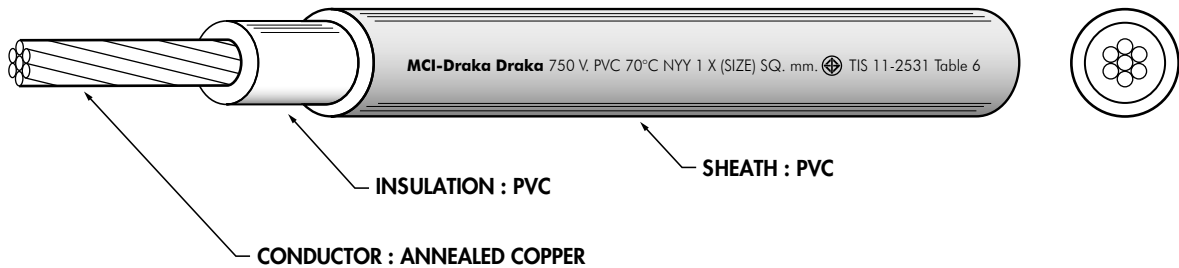 MCI-Draka Draka 750 V. PVC 70°C NYY 1 X (SIZE) SQ. mm. TIS 11-2531 Table 6
SHEATH : PVC
INSULATION : PVC
CONDUCTOR : ANNEALED COPPER